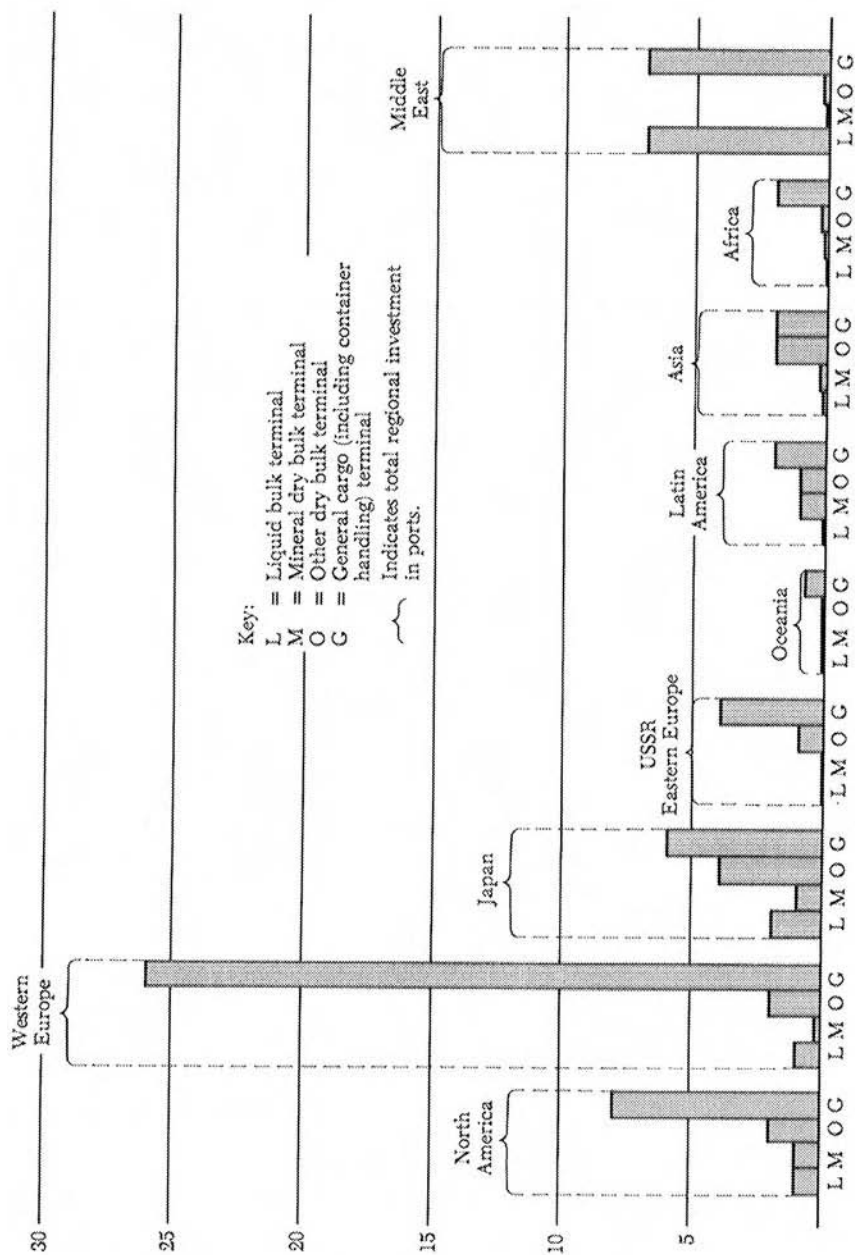 30
25
20
15
10
5
Key:
L = Liquid bulk terminal
M = Mineral dry bulk terminal
O = Other dry bulk terminal
G = General cargo (including container
handling) terminal
Indicates total regional investment
in ports.
North
America
Western
Europe
Japan
USSR
Eastern Europe
Oceania
Latin
America
Asia
Africa
Middle
East
L M O G
L M O G
L M O G
L M O G
L M O G
L M O G
L M O G
L M O G
L M O G